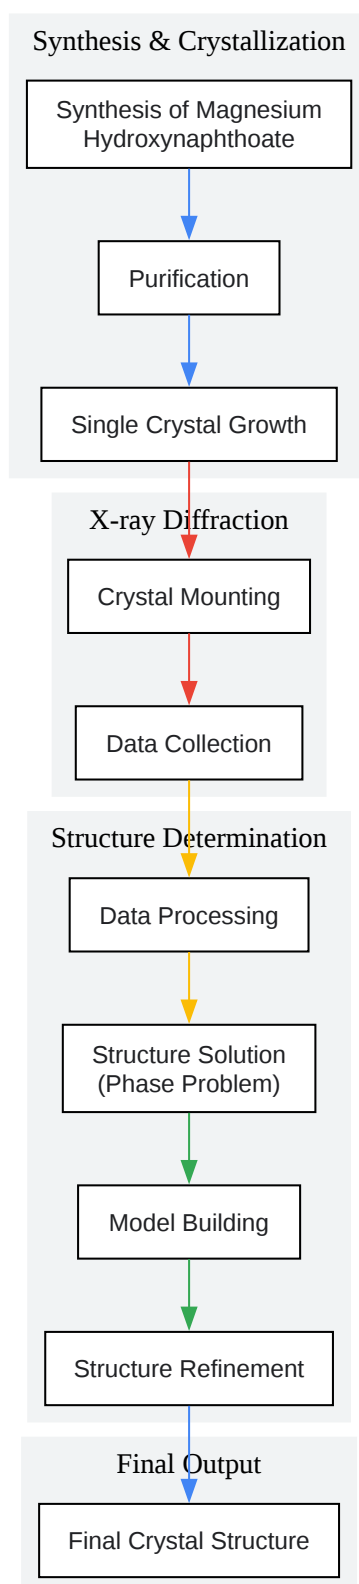 Synthesis & Crystallization
Synthesis of Magnesium
Hydroxynaphthoate
Purification
Single Crystal Growth
X-ray Diffraction
Crystal Mounting
Data Collection
Structure Determination
Data Processing
Structure Solution
(Phase Problem)
Model Building
Structure Refinement
Final Output
Final Crystal Structure